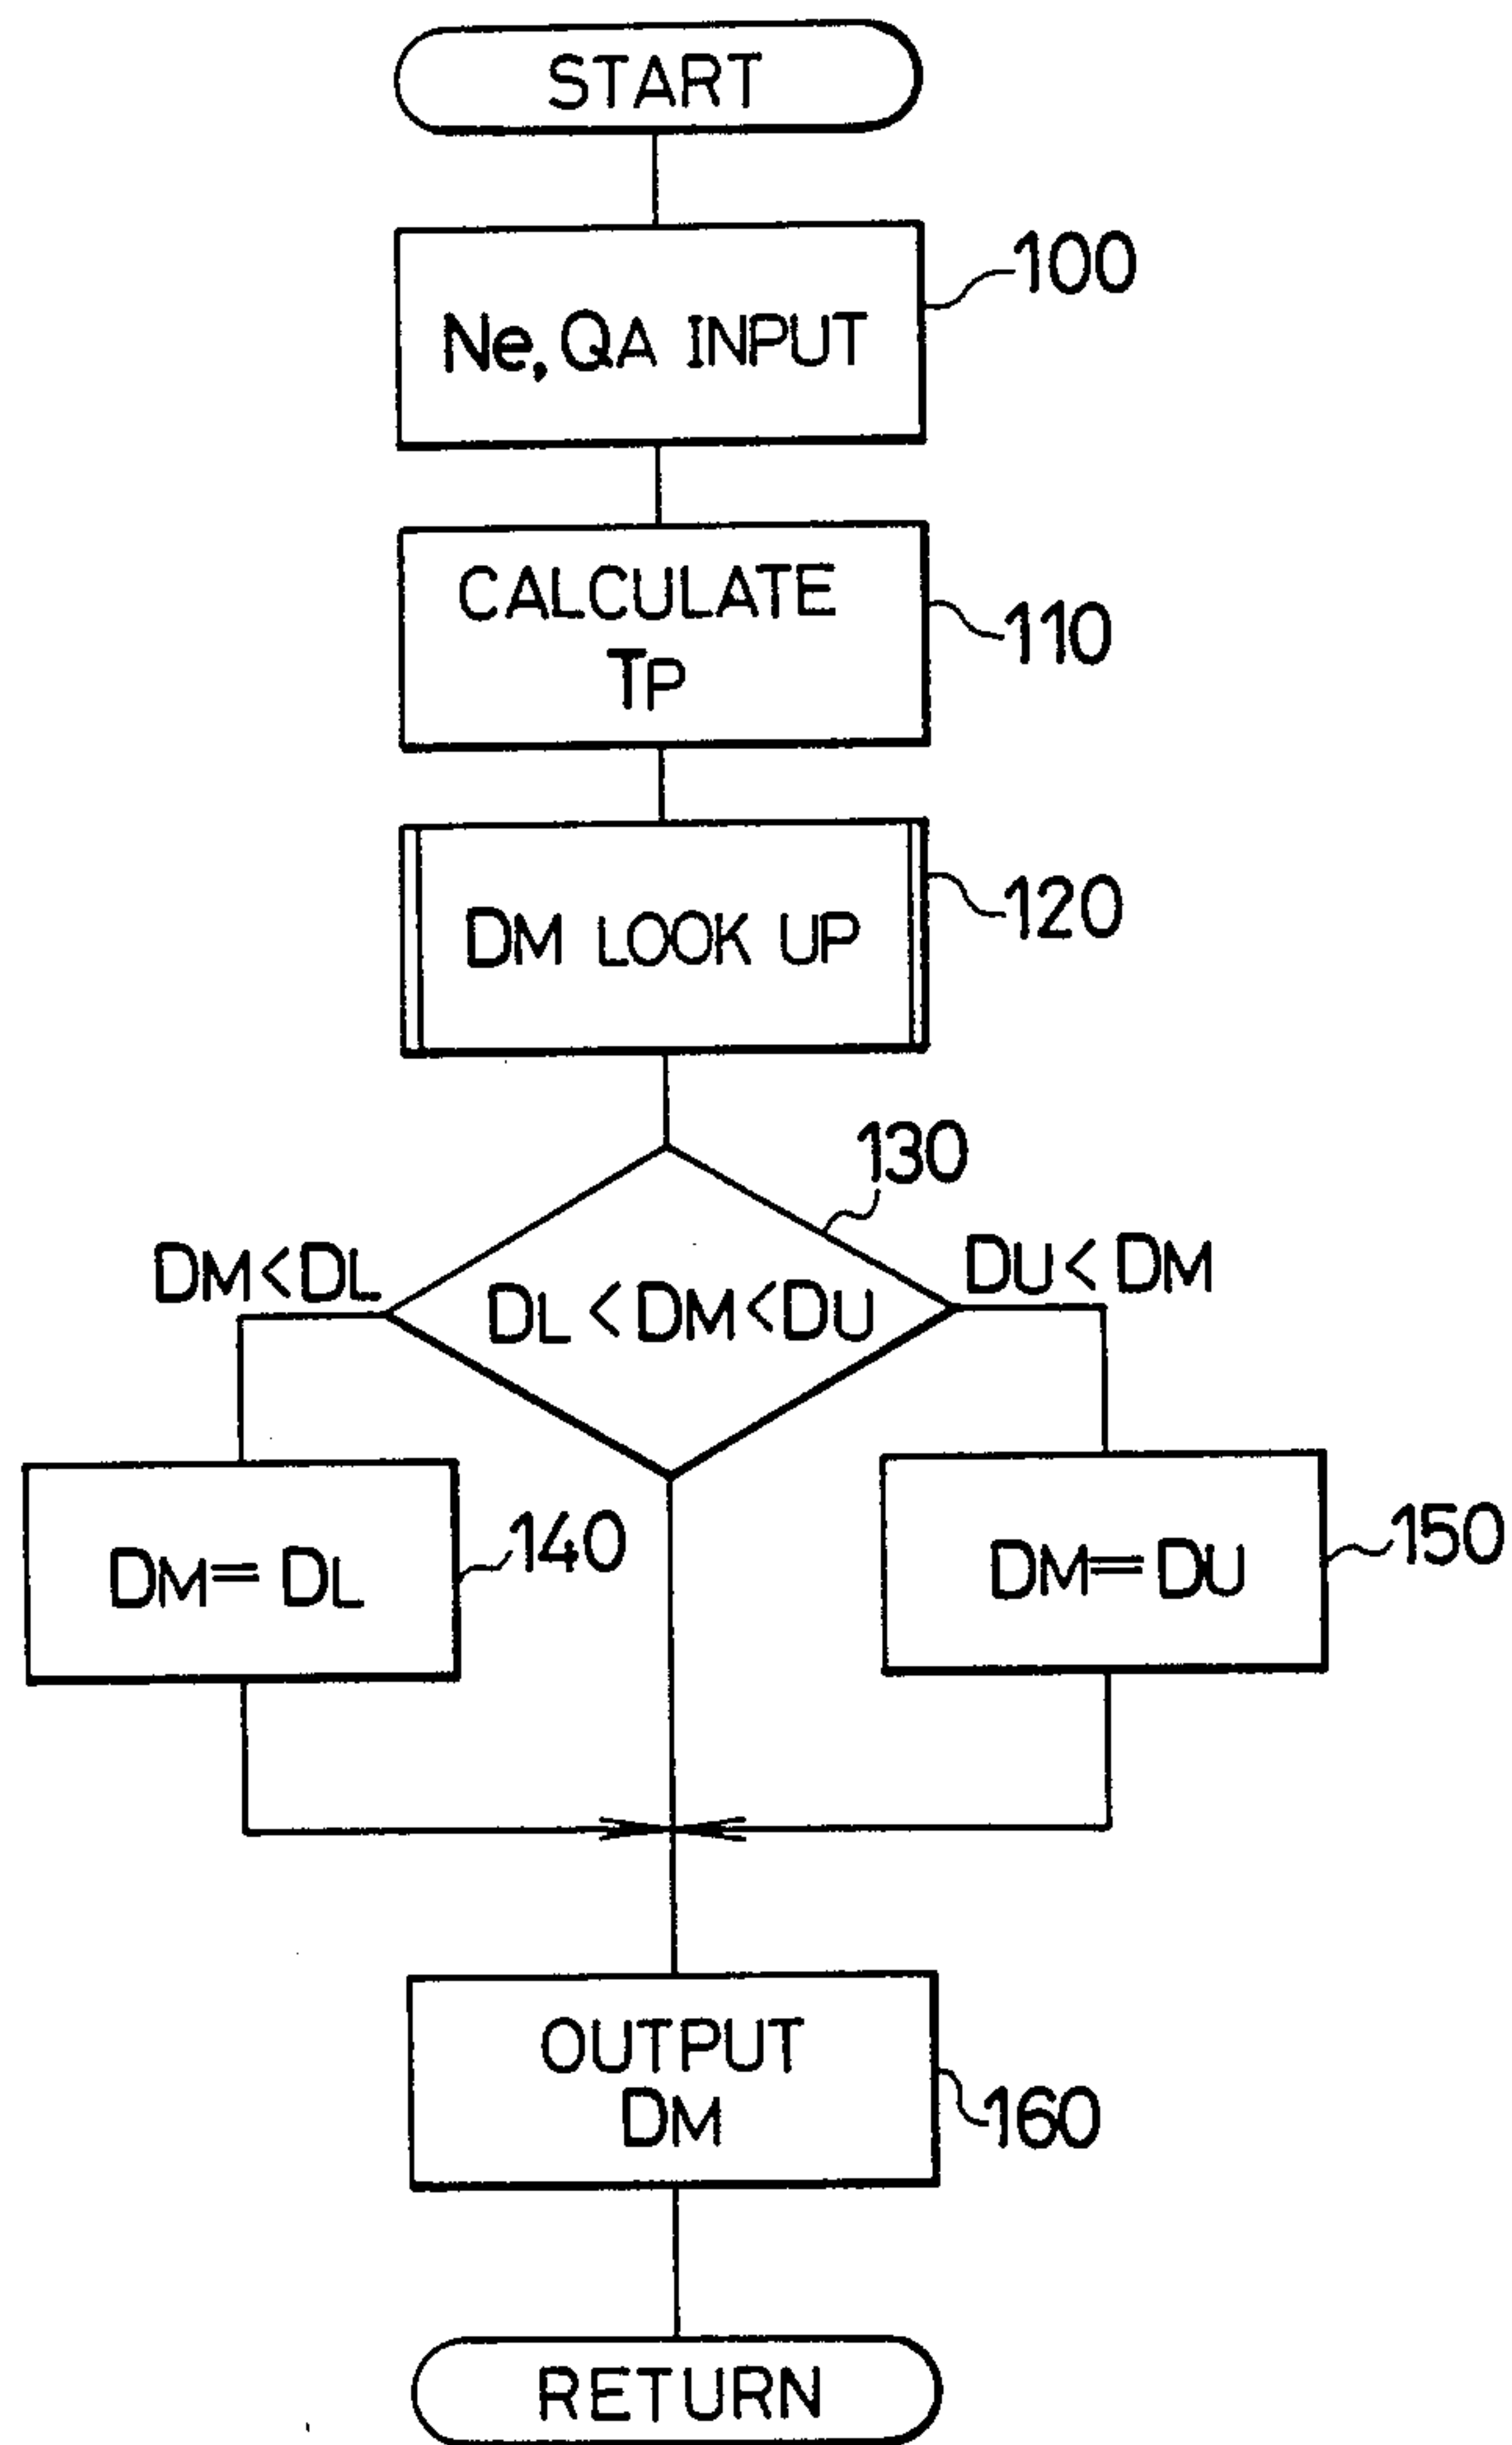 START
100
Ne, QA INPUT
CALCULATE
TP
110
120
DM LOOK UP
130
DM<DL
DL<DM<DU
DU<DM
140
DM=DL
150
DM=DU
OUTPUT
DM
160
RETURN